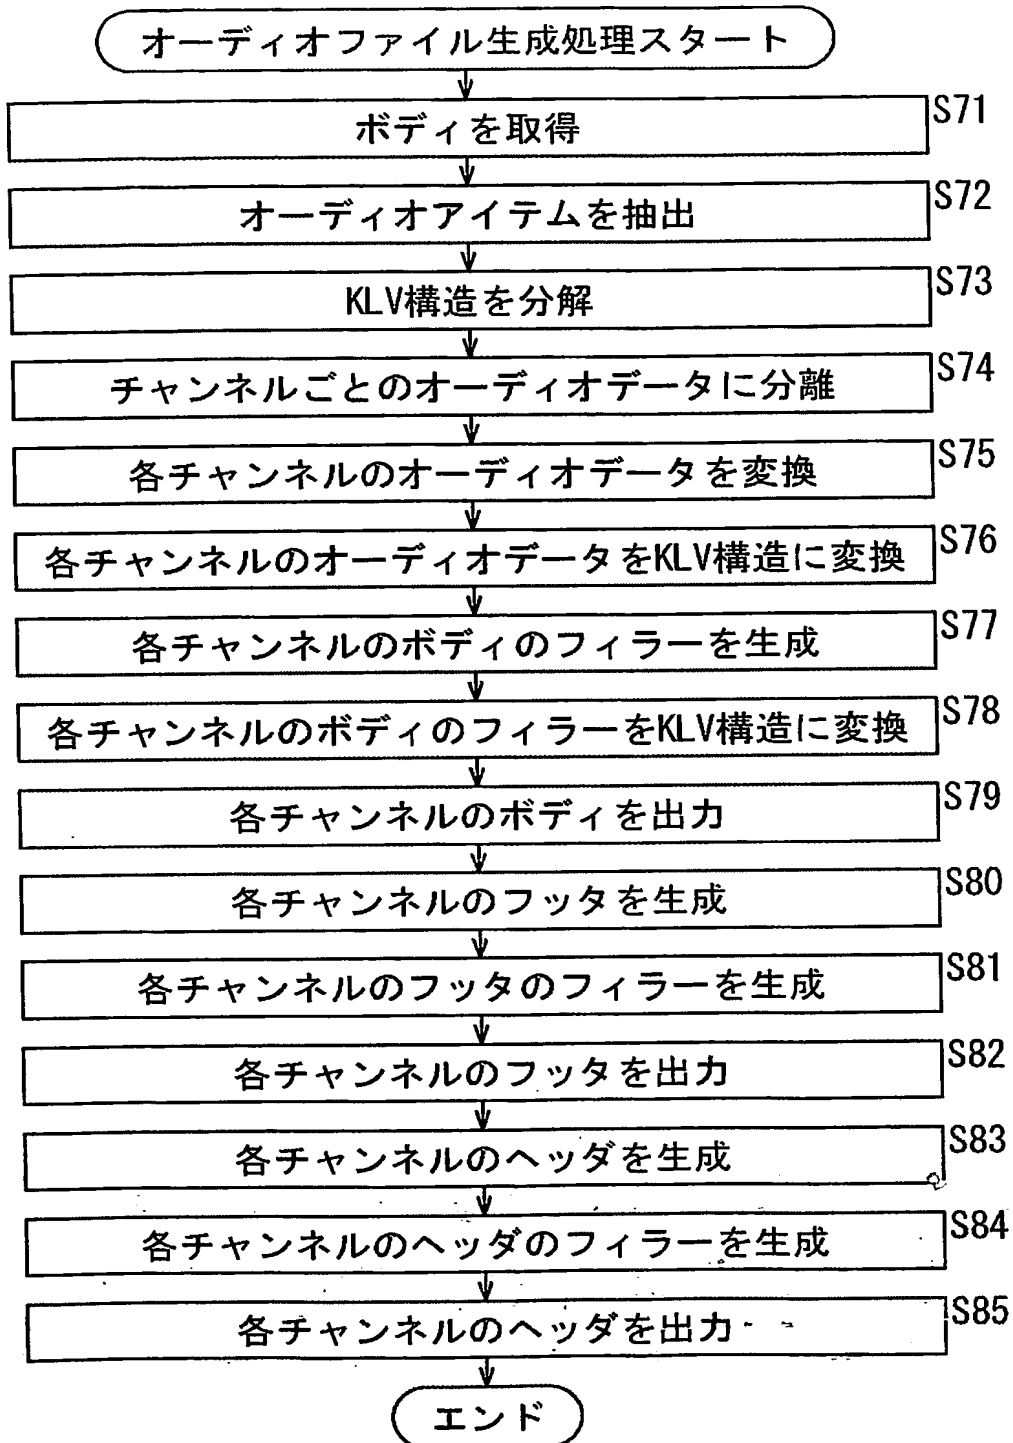 オーディオファイル生成処理スタート
S71
ボディを取得
S72
オーディオアイテムを抽出
S73
KLV構造を分解
S74
チャンネルごとのオーディオデータに分離
S75
各チャンネルのオーディオデータを変換
S76
各チャンネルのオーディオデータをKLV構造に変換
S77
各チャンネルのボディのフィラーを生成
S78
各チャンネルのボディのフィラーをKLV構造に変換
S79
各チャンネルのボディを出力
S80
各チャンネルのフッタを生成
S81
各チャンネルのフッタのフィラーを生成
S82
各チャンネルのフッタを出力
S83
各チャンネルのヘッダを生成
S84
各チャンネルのヘッダのフィラーを生成
S85
各チャンネルのヘッダを出力
エンド